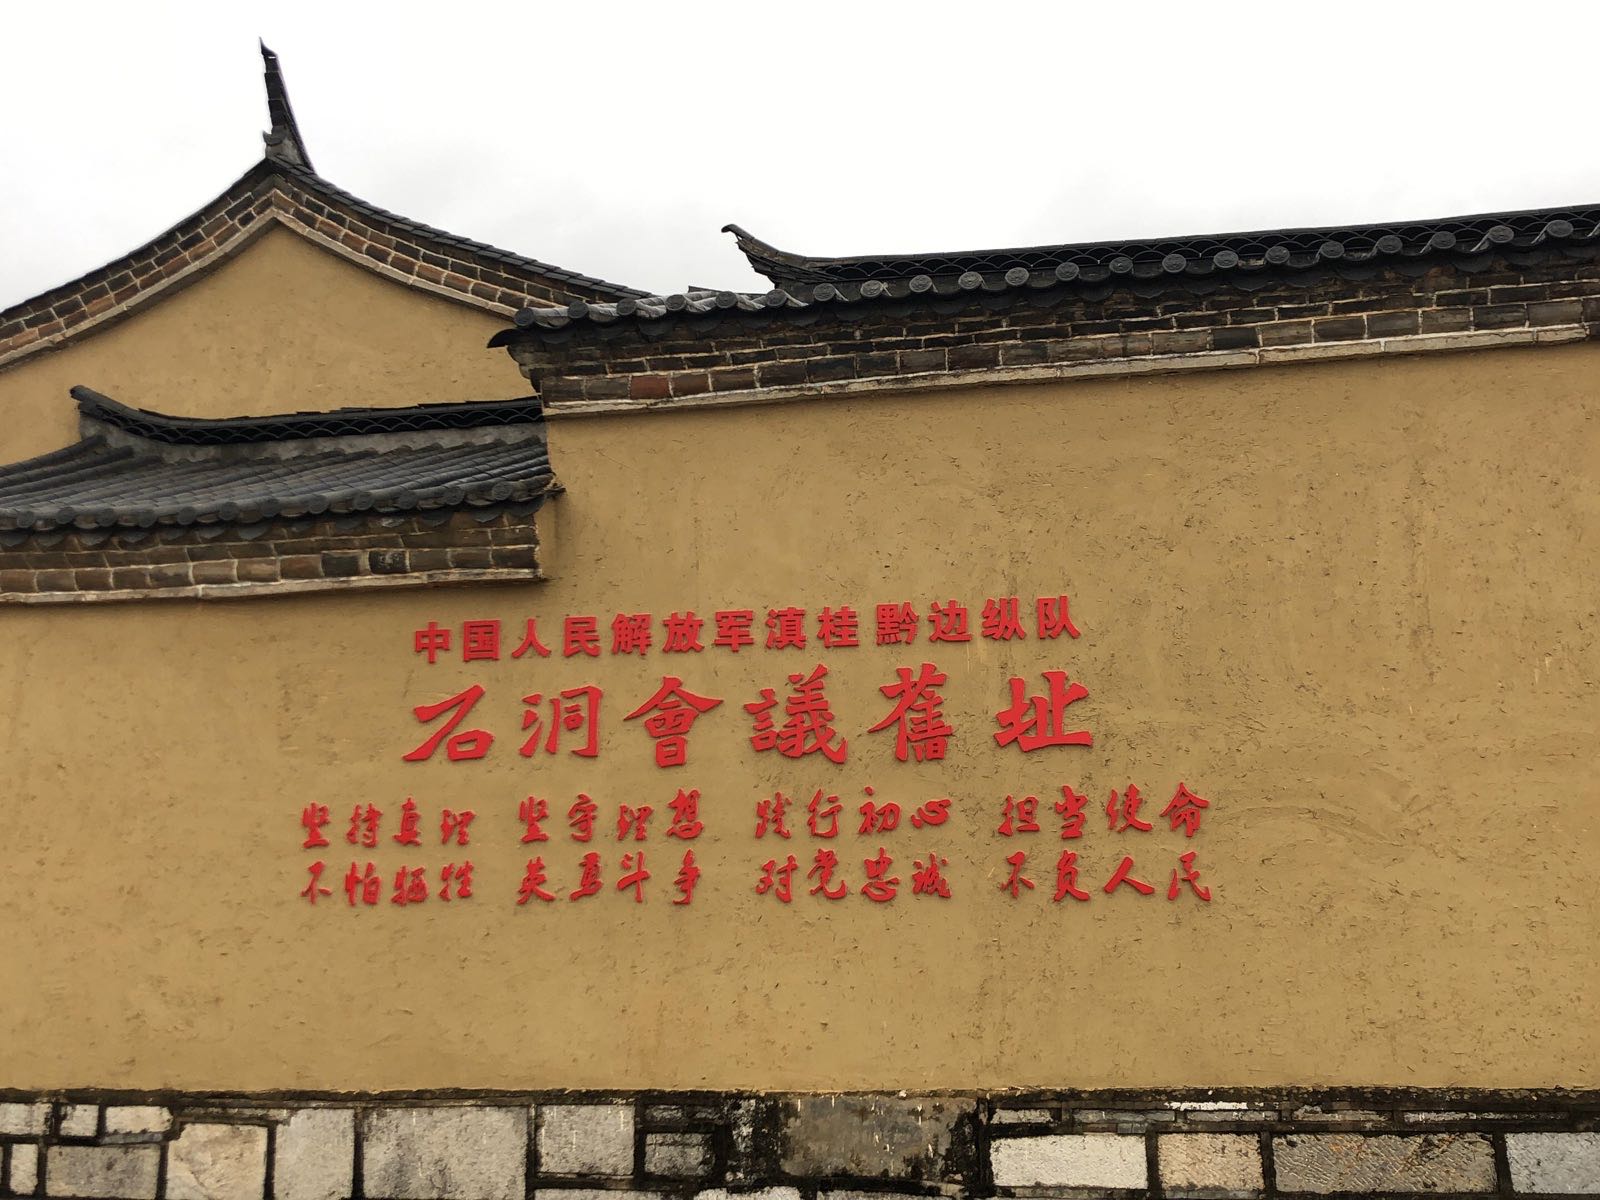 中国人民解放军滇桂黔边纵队
石洞會議舊址
坚持真理 坚守理想 践行初心 担当使命
不怕牺牲 英勇斗争 对党忠诚 不负人民